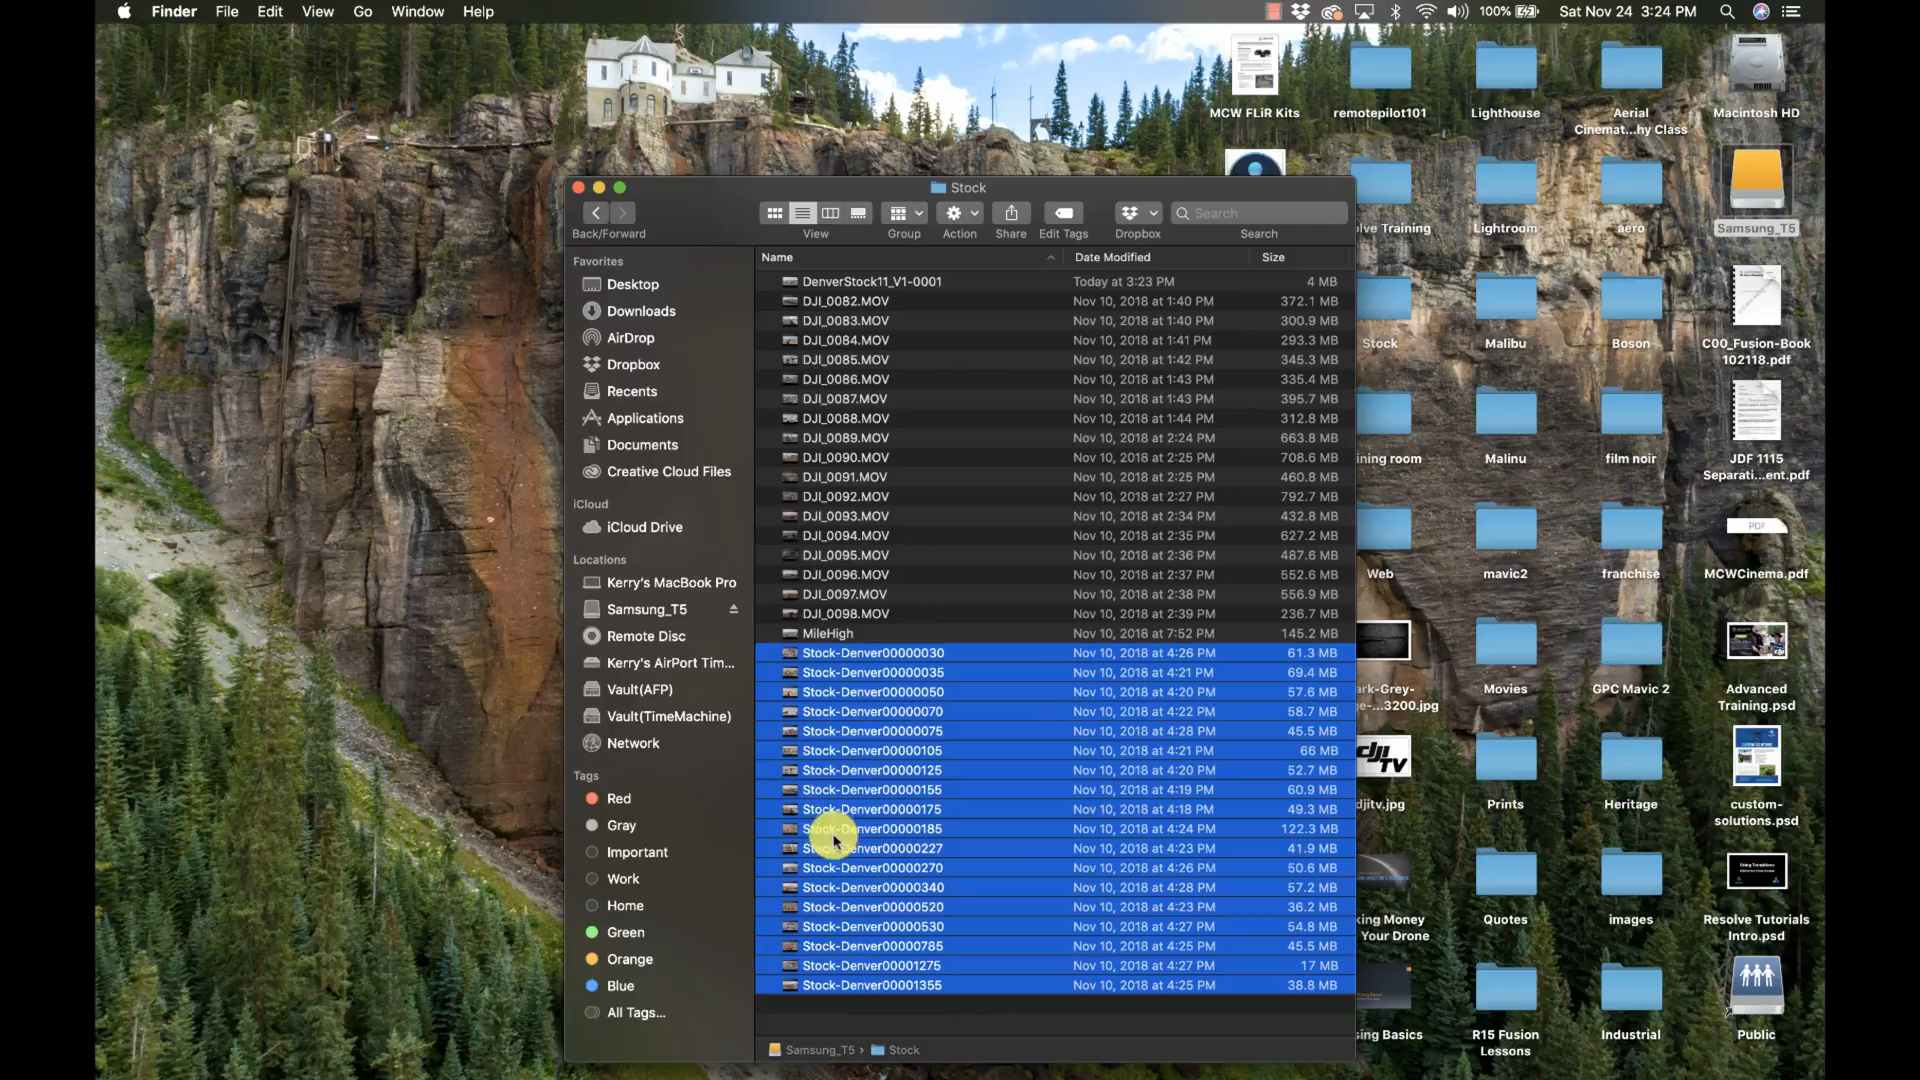 Finder File Edit View Go Window Help
100% Sat Nov 24 3:24 PM
Stock
Back/Forward View Group Action Share Edit Tags Dropbox Search
Search
Favorites
Desktop
Downloads
AirDrop
Dropbox
Recents
Applications
Documents
Creative Cloud Files
iCloud
iCloud Drive
Locations
Kerry's MacBook Pro
Samsung_T5
Remote Disc
Kerry's AirPort Tim...
Vault(AFP)
Vault(TimeMachine)
Network
Tags
Red
Gray
Important
Work
Home
Green
Orange
Blue
All Tags...
Name Date Modified Size
DenverStock11_V1-0001 Today at 3:23 PM 4 MB
DJI_0082.MOV Nov 10, 2018 at 1:40 PM 372.1 MB
DJI_0083.MOV Nov 10, 2018 at 1:40 PM 300.9 MB
DJI_0084.MOV Nov 10, 2018 at 1:41 PM 293.3 MB
DJI_0085.MOV Nov 10, 2018 at 1:42 PM 345.3 MB
DJI_0086.MOV Nov 10, 2018 at 1:43 PM 335.4 MB
DJI_0087.MOV Nov 10, 2018 at 1:43 PM 395.7 MB
DJI_0088.MOV Nov 10, 2018 at 1:44 PM 312.8 MB
DJI_0089.MOV Nov 10, 2018 at 2:24 PM 663.8 MB
DJI_0090.MOV Nov 10, 2018 at 2:25 PM 708.6 MB
DJI_0091.MOV Nov 10, 2018 at 2:25 PM 460.8 MB
DJI_0092.MOV Nov 10, 2018 at 2:27 PM 792.7 MB
DJI_0093.MOV Nov 10, 2018 at 2:34 PM 432.8 MB
DJI_0094.MOV Nov 10, 2018 at 2:35 PM 627.2 MB
DJI_0095.MOV Nov 10, 2018 at 2:36 PM 487.6 MB
DJI_0096.MOV Nov 10, 2018 at 2:37 PM 552.6 MB
DJI_0097.MOV Nov 10, 2018 at 2:38 PM 556.9 MB
DJI_0098.MOV Nov 10, 2018 at 2:39 PM 236.7 MB
MileHigh Nov 10, 2018 at 7:52 PM 145.2 MB
Stock-Denver00000030 Nov 10, 2018 at 4:26 PM 61.3 MB
Stock-Denver00000035 Nov 10, 2018 at 4:21 PM 69.4 MB
Stock-Denver00000050 Nov 10, 2018 at 4:20 PM 57.6 MB
Stock-Denver00000070 Nov 10, 2018 at 4:22 PM 58.7 MB
Stock-Denver00000075 Nov 10, 2018 at 4:28 PM 45.5 MB
Stock-Denver00000105 Nov 10, 2018 at 4:21 PM 66 MB
Stock-Denver00000125 Nov 10, 2018 at 4:20 PM 52.7 MB
Stock-Denver00000155 Nov 10, 2018 at 4:19 PM 60.9 MB
Stock-Denver00000175 Nov 10, 2018 at 4:18 PM 49.3 MB
Stock-Denver00000185 Nov 10, 2018 at 4:24 PM 122.3 MB
Stock-Denver00000227 Nov 10, 2018 at 4:23 PM 41.9 MB
Stock-Denver00000270 Nov 10, 2018 at 4:26 PM 50.6 MB
Stock-Denver00000340 Nov 10, 2018 at 4:28 PM 57.2 MB
Stock-Denver00000520 Nov 10, 2018 at 4:23 PM 36.2 MB
Stock-Denver00000530 Nov 10, 2018 at 4:27 PM 54.8 MB
Stock-Denver00000785 Nov 10, 2018 at 4:25 PM 45.5 MB
Stock-Denver00001275 Nov 10, 2018 at 4:27 PM 17 MB
Stock-Denver00001355 Nov 10, 2018 at 4:25 PM 38.8 MB
Samsung_T5 › Stock
MCW FLiR Kits remotepilot101 Lighthouse Aerial Macintosh HD
Cinemat...hy Class
lve Training Lightroom aero Samsung_T5
Stock Malibu Boson C00_Fusion-Book
102118.pdf
ining room Malinu film noir JDF 1115
Separati...ent.pdf
PDF
Web mavic2 franchise MCWCinema.pdf
rk-Grey- Movies GPC Mavic 2 Advanced
ge-...3200.jpg Training.psd
dji
TV
djitv.jpg Prints Heritage custom-
solutions.psd
king Money Quotes images Resolve Tutorials
Your Drone Intro.psd
sing Basics R15 Fusion Industrial Public
Lessons